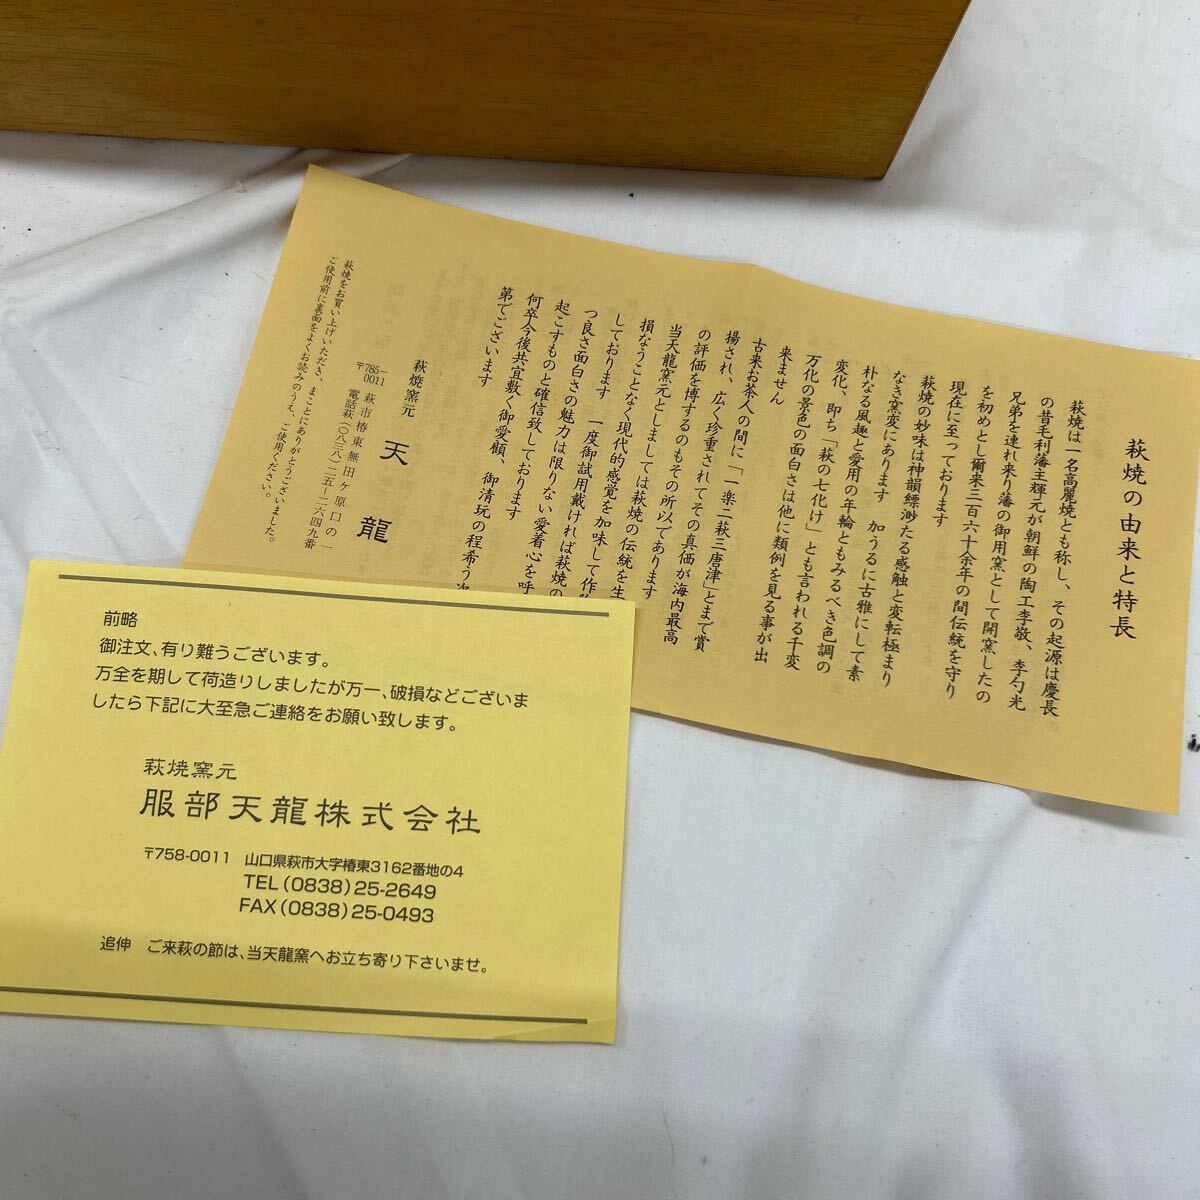 萩焼の由来と特長
萩焼は一名高麗焼とも称し、その起源は慶長
の昔毛利藩主輝元が朝鮮の陶工李敬、李勺光
兄弟を連れ来り藩の御用窯として開窯したの
を初めとし爾来三百六十余年の間伝統を守り
現在に至っております
萩焼の妙味は神韻縹渺たる感触と変転極まり
なき窯変にあります　加うるに古雅にして素
朴なる風趣と愛用の年輪ともみるべき色調の
変化、即ち「萩の七化け」とも言われる千変
万化の景色の面白さは他に類例を見る事が出
来ません
古来お茶人の間に「一楽二萩三唐津」とまで賞
揚され、広く珍重されてその真価が海内最高
の評価を博するのもその所以であります
当天龍窯元としましては萩焼の伝統を生
損なうことなく現代的感覚を加味して作
しております　一度御試用戴ければ萩焼の
つ良さ面白さの魅力は限りない愛着心を呼
起こすものと確信致しております
何卒今後共宜敷く御愛顧、御清玩の程希う次
第でございます
萩焼窯元　天龍
〒785-0011　萩市椿東無田ケ原口の一
電話萩(〇八三八)二五-二六四九番
萩焼をお買い上げいただき、まことにありがとうございました。
ご使用前に裏面をよくお読みのうえ、ご使用ください。
前略
御注文、有り難うございます。
万全を期して荷造りしましたが万一、破損などございま
したら下記に大至急ご連絡をお願い致します。
萩焼窯元
服部天龍株式会社
〒758-0011　山口県萩市大字椿東3162番地の4
TEL(0838)25-2649
FAX(0838)25-0493
追伸　ご来萩の節は、当天龍窯へお立ち寄り下さいませ。